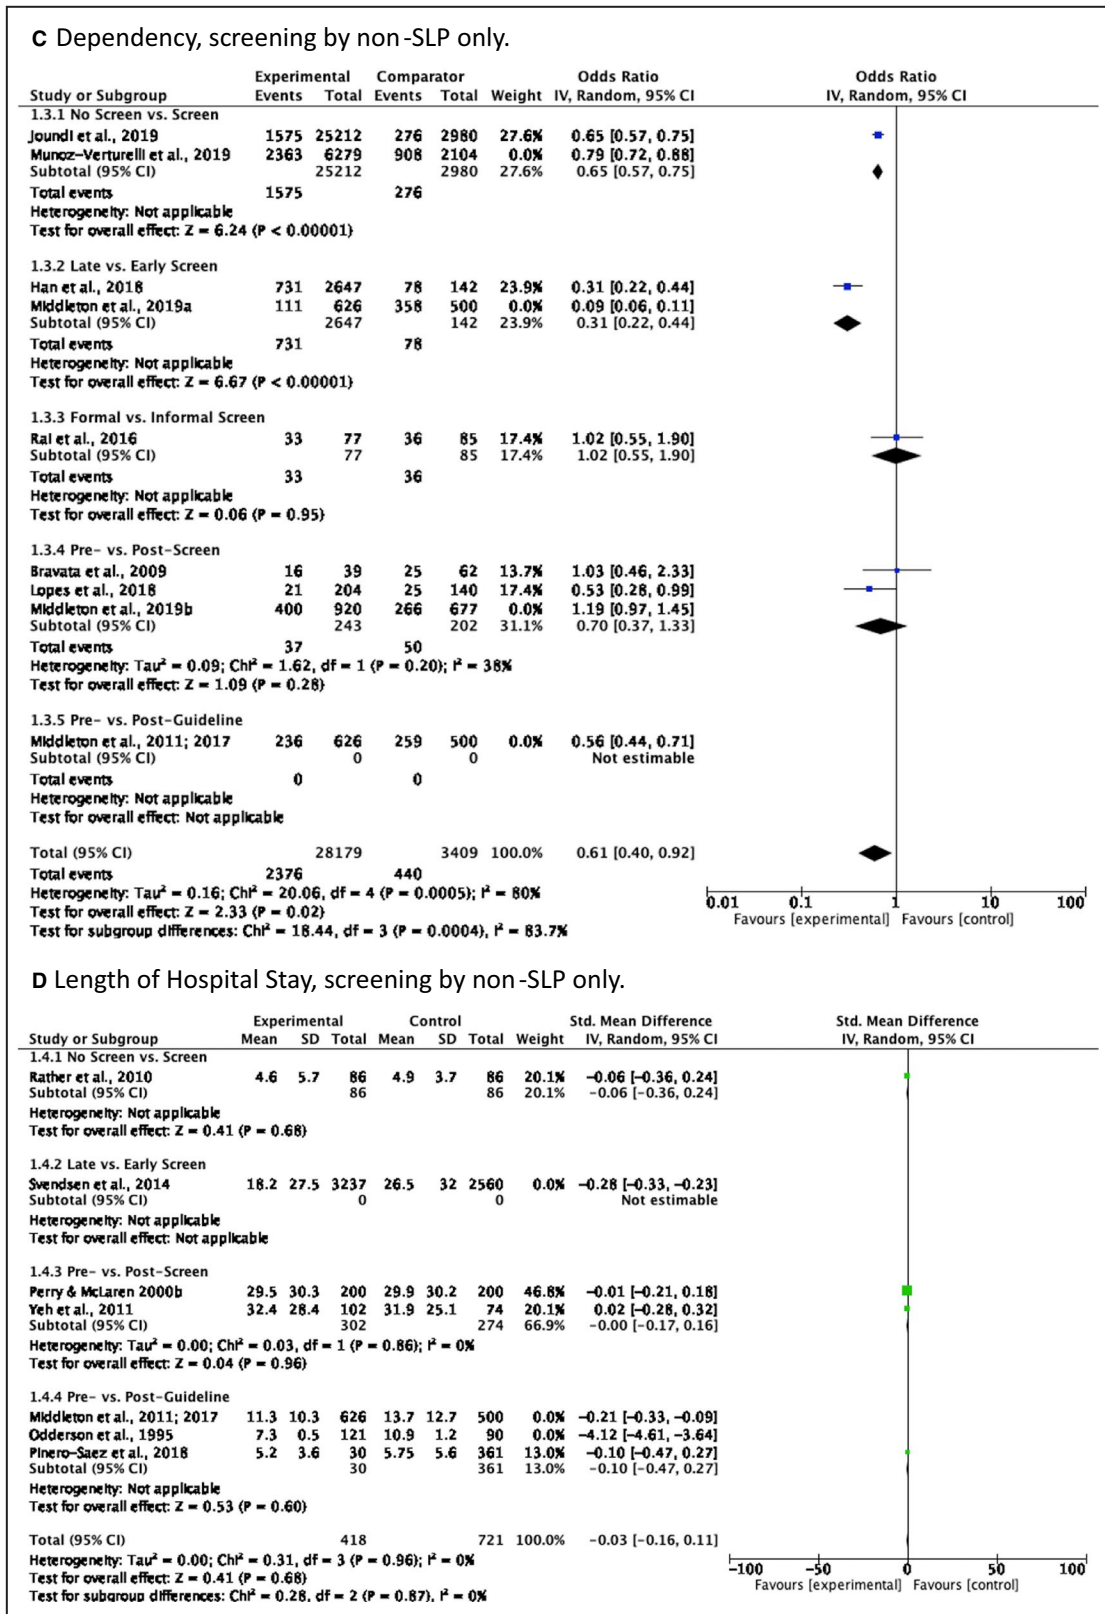 C Dependency, screening by non-SLP only.
Experimental Comparator Odds Ratio Odds Ratio
Study or Subgroup Events Total Events Total Weight IV, Random, 95% CI IV, Random, 95% CI
1.3.1 No Screen vs. Screen
Joundi et al., 2019 1575 25212 276 2980 27.6% 0.65 [0.57, 0.75]
Munoz-Verturelli et al., 2019 2363 6279 908 2104 0.0% 0.79 [0.72, 0.88]
Subtotal (95% CI) 25212 2980 27.6% 0.65 [0.57, 0.75]
Total events 1575 276
Heterogeneity: Not applicable
Test for overall effect: Z = 6.24 (P < 0.00001)
1.3.2 Late vs. Early Screen
Han et al., 2018 731 2647 78 142 23.9% 0.31 [0.22, 0.44]
Middleton et al., 2019a 111 626 358 500 0.0% 0.09 [0.06, 0.11]
Subtotal (95% CI) 2647 142 23.9% 0.31 [0.22, 0.44]
Total events 731 78
Heterogeneity: Not applicable
Test for overall effect: Z = 6.67 (P < 0.00001)
1.3.3 Formal vs. Informal Screen
Rai et al., 2016 33 77 36 85 17.4% 1.02 [0.55, 1.90]
Subtotal (95% CI) 77 85 17.4% 1.02 [0.55, 1.90]
Total events 33 36
Heterogeneity: Not applicable
Test for overall effect: Z = 0.06 (P = 0.95)
1.3.4 Pre- vs. Post-Screen
Bravata et al., 2009 16 39 25 62 13.7% 1.03 [0.46, 2.33]
Lopes et al., 2018 21 204 25 140 17.4% 0.53 [0.28, 0.99]
Middleton et al., 2019b 400 920 266 677 0.0% 1.19 [0.97, 1.45]
Subtotal (95% CI) 243 202 31.1% 0.70 [0.37, 1.33]
Total events 37 50
Heterogeneity: Tau² = 0.09; Chi² = 1.62, df = 1 (P = 0.20); I² = 38%
Test for overall effect: Z = 1.09 (P = 0.28)
1.3.5 Pre- vs. Post-Guideline
Middleton et al., 2011; 2017 236 626 259 500 0.0% 0.56 [0.44, 0.71]
Subtotal (95% CI) 0 0 Not estimable
Total events 0 0
Heterogeneity: Not applicable
Test for overall effect: Not applicable
Total (95% CI) 28179 3409 100.0% 0.61 [0.40, 0.92]
Total events 2376 440
Heterogeneity: Tau² = 0.16; Chi² = 20.06, df = 4 (P = 0.0005); I² = 80%
Test for overall effect: Z = 2.33 (P = 0.02)
Test for subgroup differences: Chi² = 18.44, df = 3 (P = 0.0004), I² = 83.7%
0.01 0.1 1 10 100
Favours [experimental] Favours [control]
D Length of Hospital Stay, screening by non-SLP only.
Experimental Control Std. Mean Difference Std. Mean Difference
Study or Subgroup Mean SD Total Mean SD Total Weight IV, Random, 95% CI IV, Random, 95% CI
1.4.1 No Screen vs. Screen
Rather et al., 2010 4.6 5.7 86 4.9 3.7 86 20.1% -0.06 [-0.36, 0.24]
Subtotal (95% CI) 86 86 20.1% -0.06 [-0.36, 0.24]
Heterogeneity: Not applicable
Test for overall effect: Z = 0.41 (P = 0.68)
1.4.2 Late vs. Early Screen
Svendsen et al., 2014 18.2 27.5 3237 26.5 32 2560 0.0% -0.28 [-0.33, -0.23]
Subtotal (95% CI) 0 0 Not estimable
Heterogeneity: Not applicable
Test for overall effect: Not applicable
1.4.3 Pre- vs. Post-Screen
Perry & McLaren 2000b 29.5 30.3 200 29.9 30.2 200 46.8% -0.01 [-0.21, 0.18]
Yeh et al., 2011 32.4 28.4 102 31.9 25.1 74 20.1% 0.02 [-0.28, 0.32]
Subtotal (95% CI) 302 274 66.9% -0.00 [-0.17, 0.16]
Heterogeneity: Tau² = 0.00; Chi² = 0.03, df = 1 (P = 0.86); I² = 0%
Test for overall effect: Z = 0.04 (P = 0.96)
1.4.4 Pre- vs. Post-Guideline
Middleton et al., 2011; 2017 11.3 10.3 626 13.7 12.7 500 0.0% -0.21 [-0.33, -0.09]
Odderson et al., 1995 7.3 0.5 121 10.9 1.2 90 0.0% -4.12 [-4.61, -3.64]
Pinero-Saez et al., 2018 5.2 3.6 30 5.75 5.6 361 13.0% -0.10 [-0.47, 0.27]
Subtotal (95% CI) 30 361 13.0% -0.10 [-0.47, 0.27]
Heterogeneity: Not applicable
Test for overall effect: Z = 0.53 (P = 0.60)
Total (95% CI) 418 721 100.0% -0.03 [-0.16, 0.11]
Heterogeneity: Tau² = 0.00; Chi² = 0.31, df = 3 (P = 0.96); I² = 0%
Test for overall effect: Z = 0.41 (P = 0.68)
Test for subgroup differences: Chi² = 0.28, df = 2 (P = 0.87), I² = 0%
-100 -50 0 50 100
Favours [experimental] Favours [control]